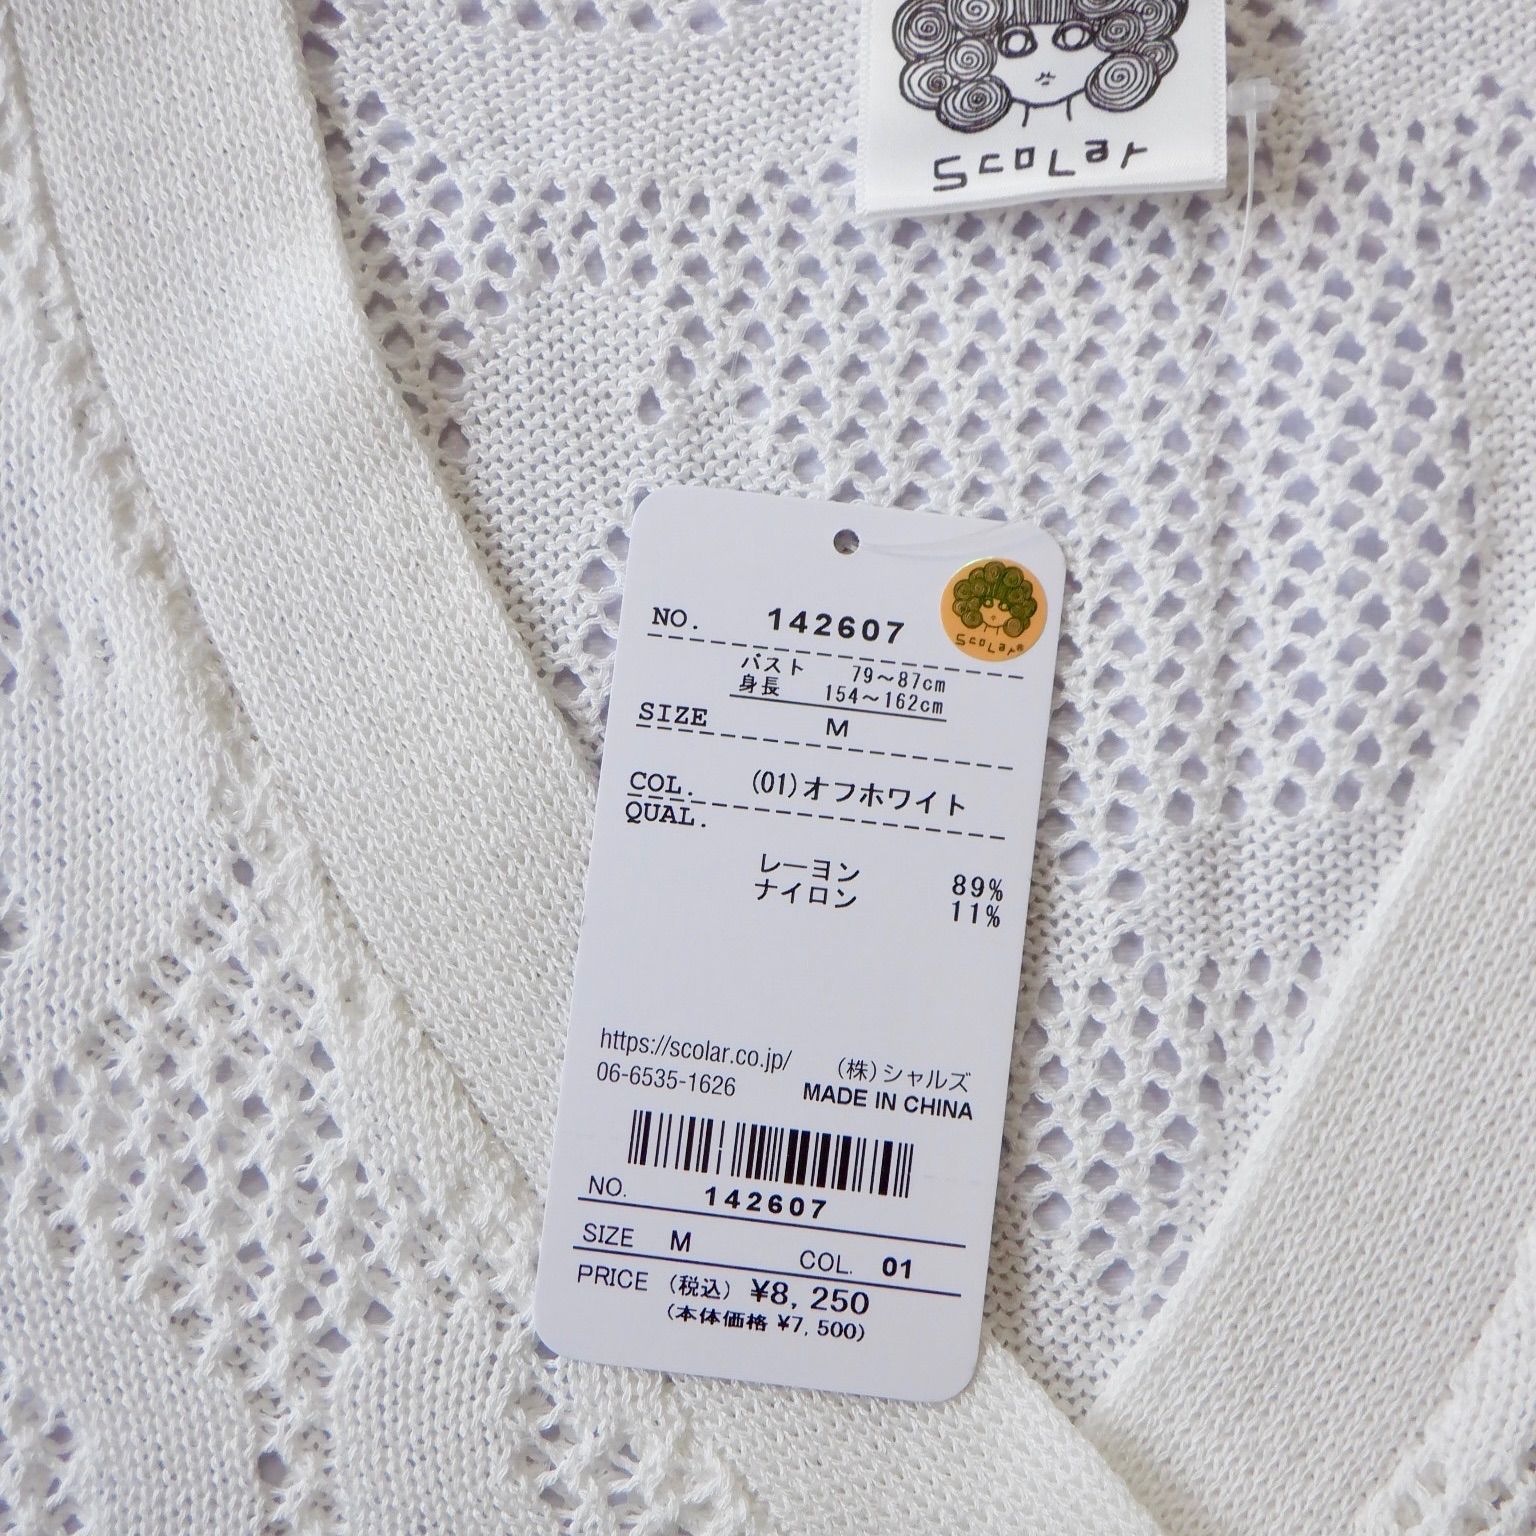 scolar
NO. 142607
scolar®
バスト 79～87cm
身長 154～162cm
SIZE M
COL. (01)オフホワイト
QUAL.
レーヨン 89%
ナイロン 11%
https://scolar.co.jp/
06-6535-1626
(株)シャルズ
MADE IN CHINA
NO. 142607
SIZE M COL. 01
PRICE (税込) ¥8,250
(本体価格 ¥7,500)